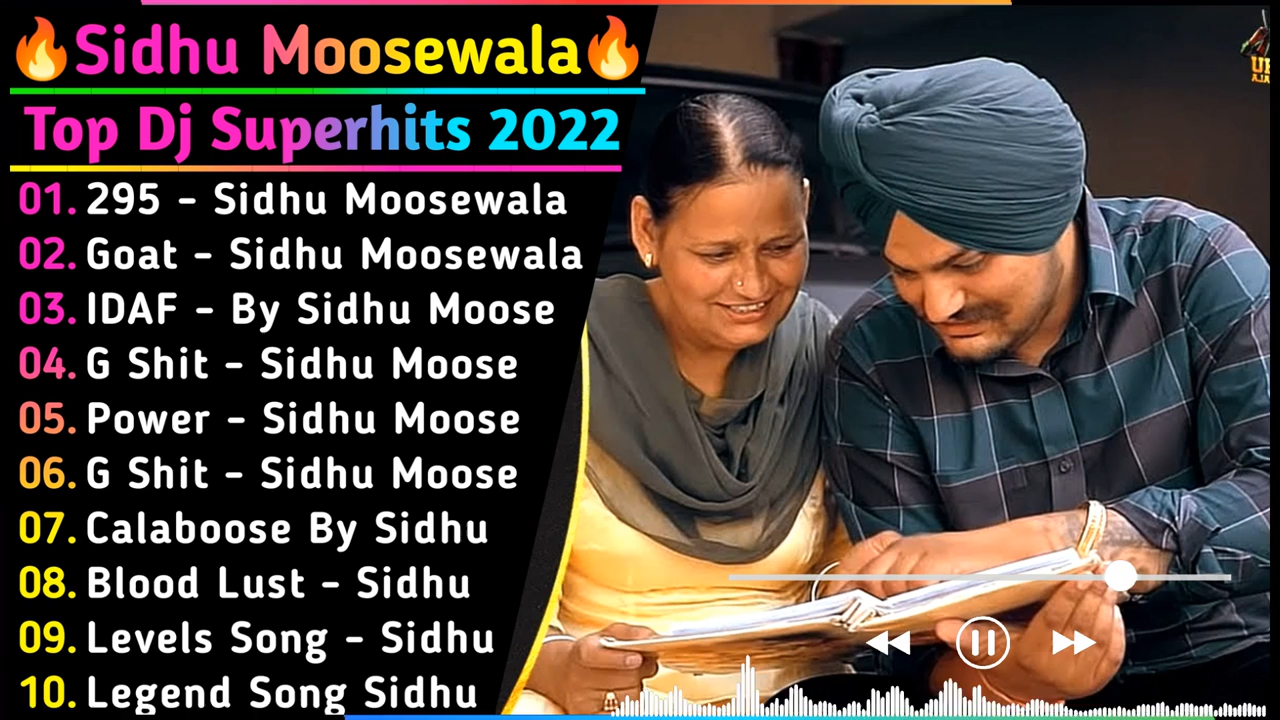 🔥Sidhu Moosewala🔥
Top Dj Superhits 2022
01. 295 - Sidhu Moosewala
02. Goat - Sidhu Moosewala
03. IDAF - By Sidhu Moose
04. G Shit - Sidhu Moose
05. Power - Sidhu Moose
06. G Shit - Sidhu Moose
07. Calaboose By Sidhu
08. Blood Lust - Sidhu
09. Levels Song - Sidhu
10. Legend Song Sidhu